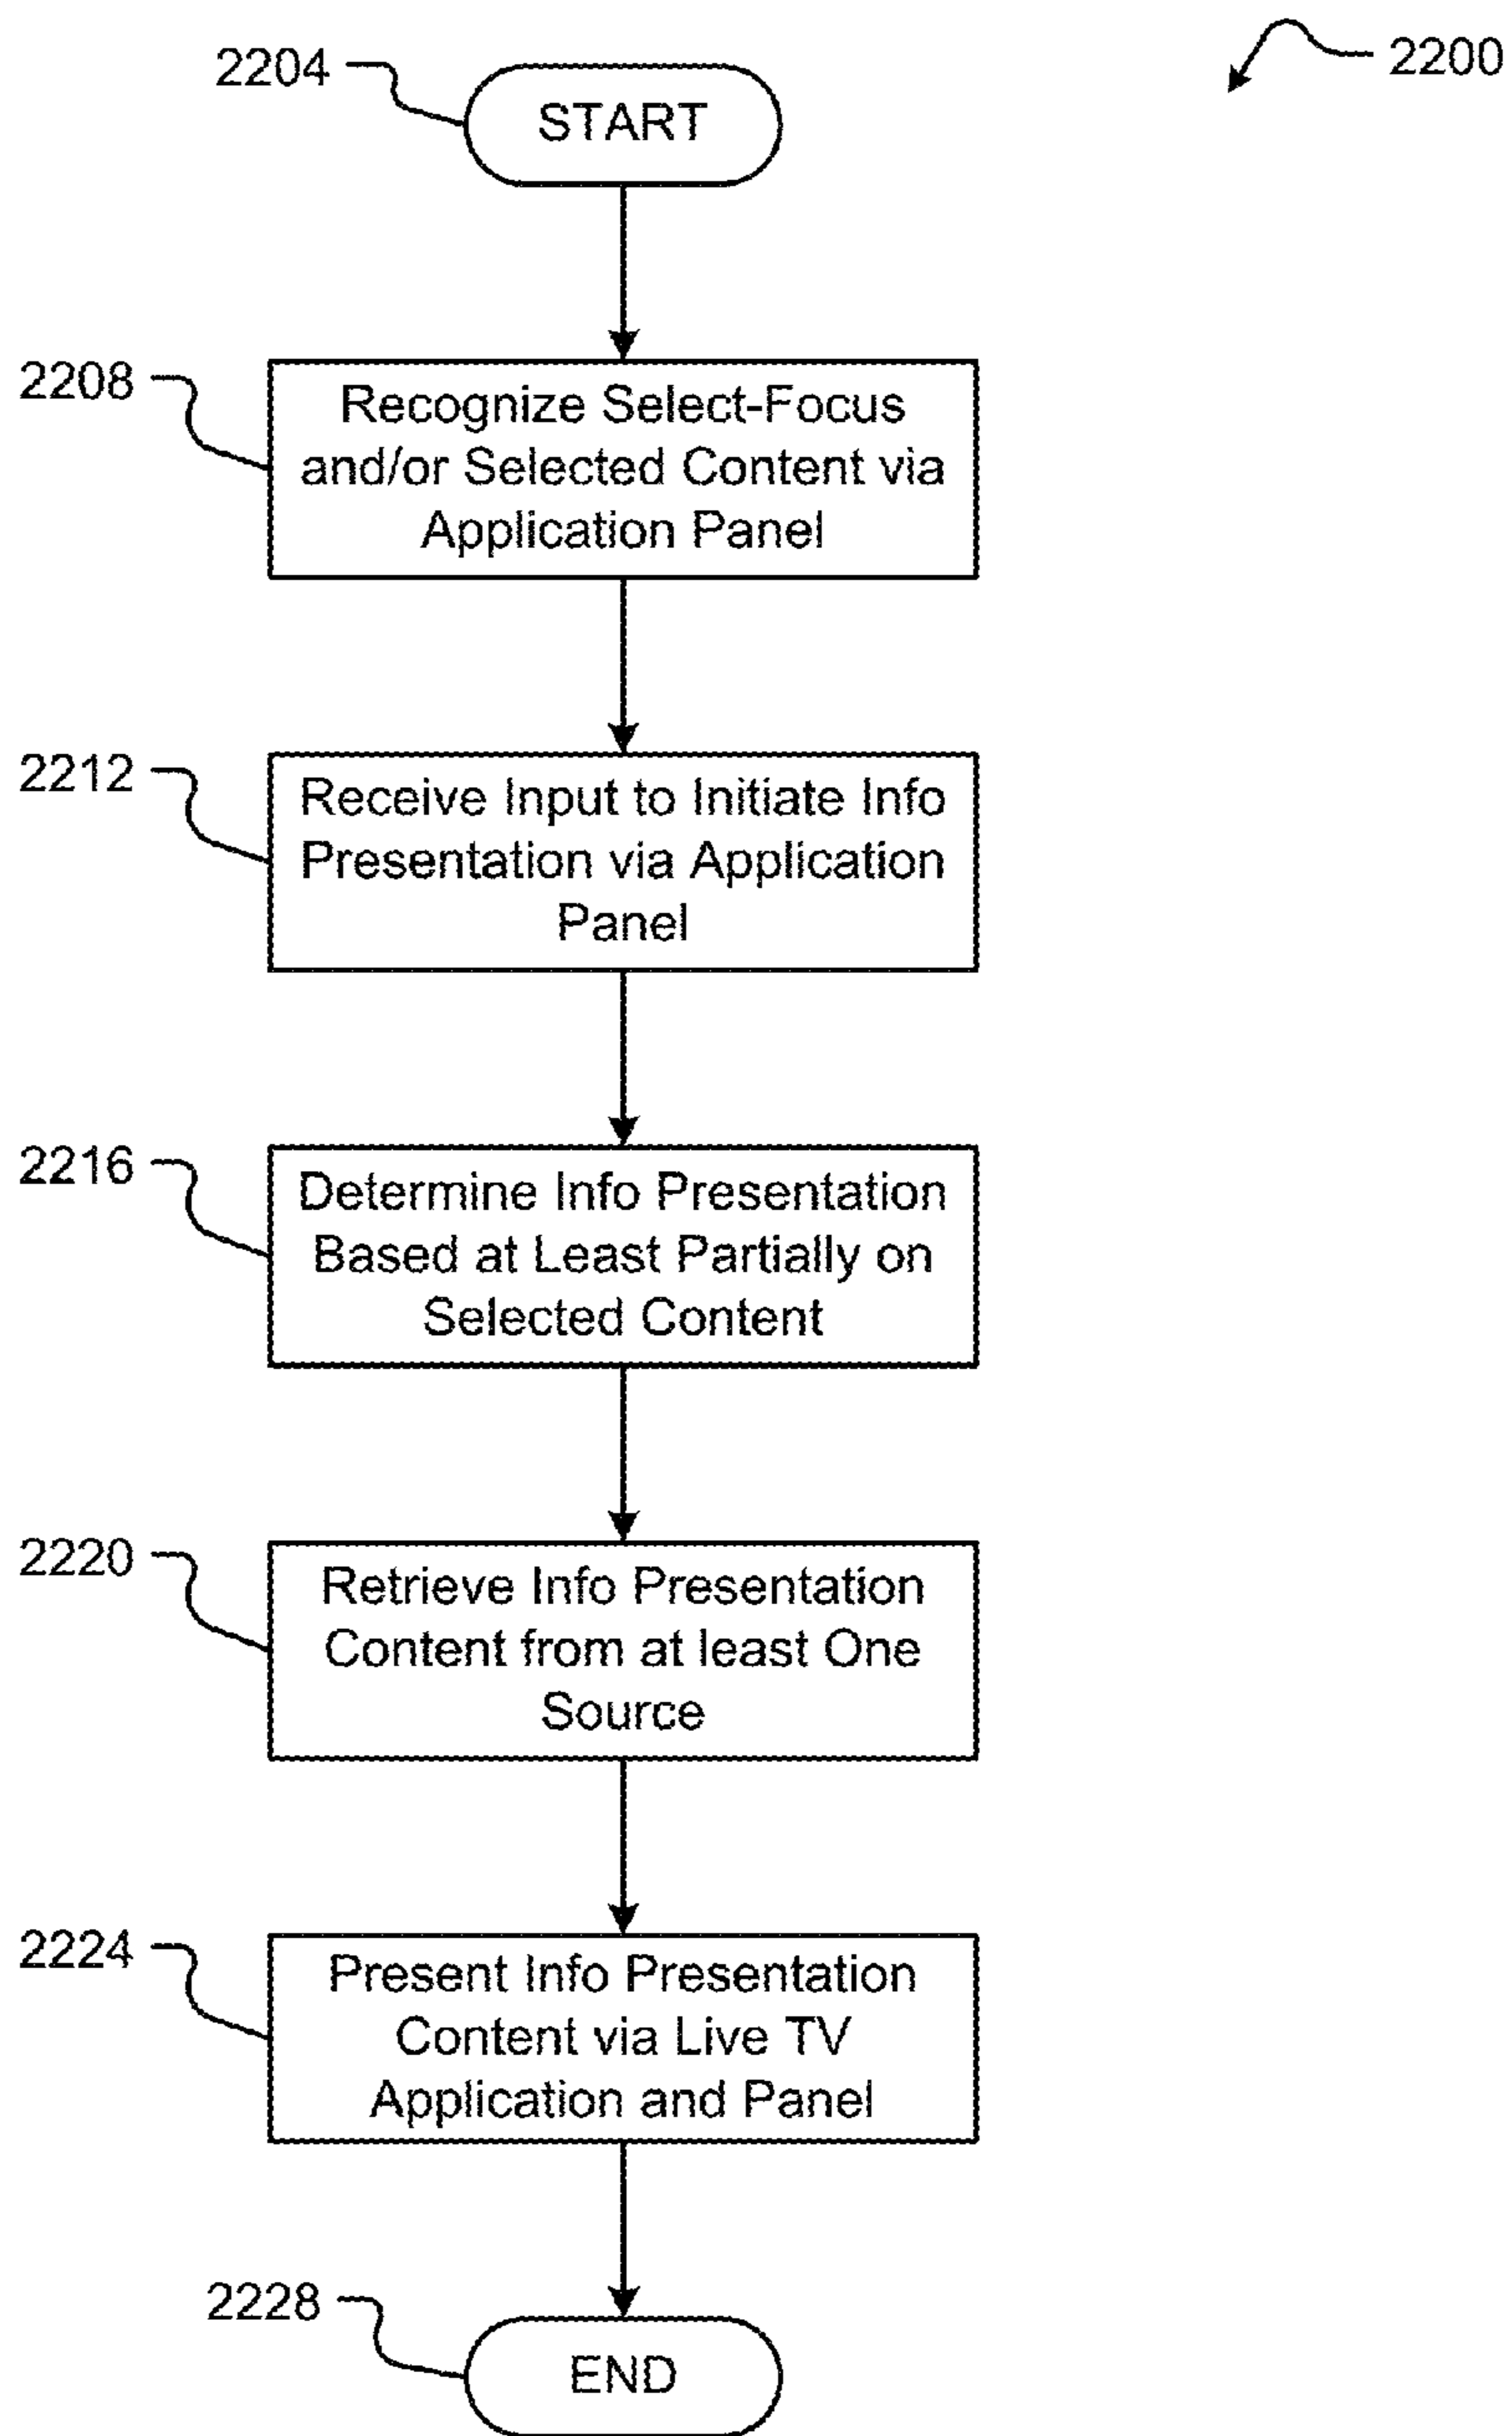 2200
2204
START
2208
Recognize Select-Focus
and/or Selected Content via
Application Panel
2212
Receive Input to Initiate Info
Presentation via Application
Panel
2216
Determine Info Presentation
Based at Least Partially on
Selected Content
2220
Retrieve Info Presentation
Content from at least One
Source
2224
Present Info Presentation
Content via Live TV
Application and Panel
2228
END